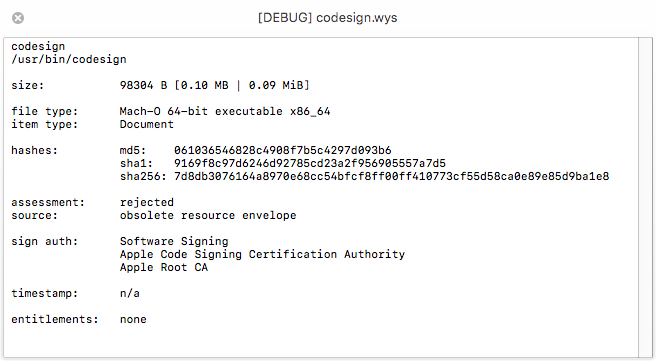 [DEBUG] codesign.wys
codesign
/usr/bin/codesign
size: 98304 B [0.10 MB | 0.09 MiB]
file type: Mach-O 64-bit executable x86_64
item type: Document
hashes: md5: 061036546828c4908f7b5c4297d093b6
sha1: 9169f8c97d6246d92785cd23a2f956905557a7d5
sha256: 7d8db3076164a8970e68cc54bfcf8ff00ff410773cf55d58ca0e89e85d9ba1e8
assessment: rejected
source: obsolete resource envelope
sign auth: Software Signing
Apple Code Signing Certification Authority
Apple Root CA
timestamp: n/a
entitlements: none